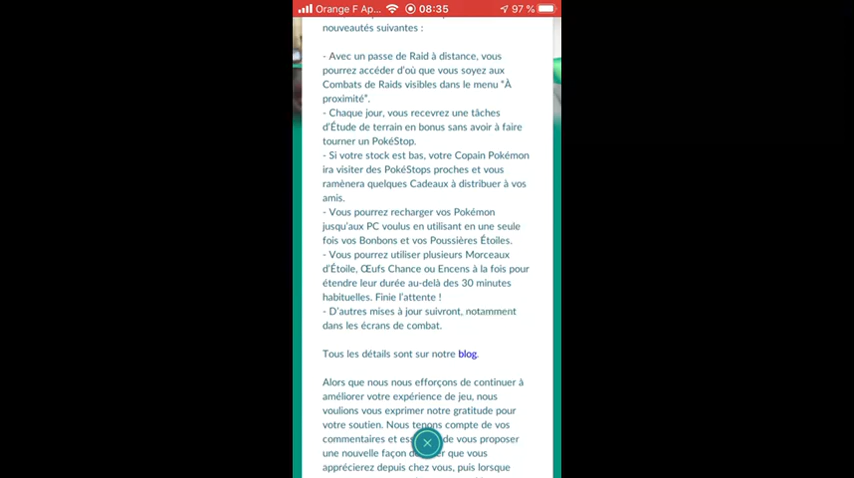 Orange F Ap... 08:35 97 %
nouveautés suivantes :
- Avec un passe de Raid à distance, vous
pourrez accéder d'où que vous soyez aux
Combats de Raids visibles dans le menu "À
proximité".
- Chaque jour, vous recevrez une tâches
d'Étude de terrain en bonus sans avoir à faire
tourner un PokéStop.
- Si votre stock est bas, votre Copain Pokémon
ira visiter des PokéStops proches et vous
ramènera quelques Cadeaux à distribuer à vos
amis.
- Vous pourrez recharger vos Pokémon
jusqu'aux PC voulus en utilisant en une seule
fois vos Bonbons et vos Poussières Étoiles.
- Vous pourrez utiliser plusieurs Morceaux
d'Étoile, Œufs Chance ou Encens à la fois pour
étendre leur durée au-delà des 30 minutes
habituelles. Finie l'attente !
- D'autres mises à jour suivront, notamment
dans les écrans de combat.
Tous les détails sont sur notre blog.
Alors que nous nous efforçons de continuer à
améliorer votre expérience de jeu, nous
voulions vous exprimer notre gratitude pour
votre soutien. Nous tenons compte de vos
commentaires et de vous proposer
une nouvelle façon que vous
apprécierez depuis chez vous, puis lorsque